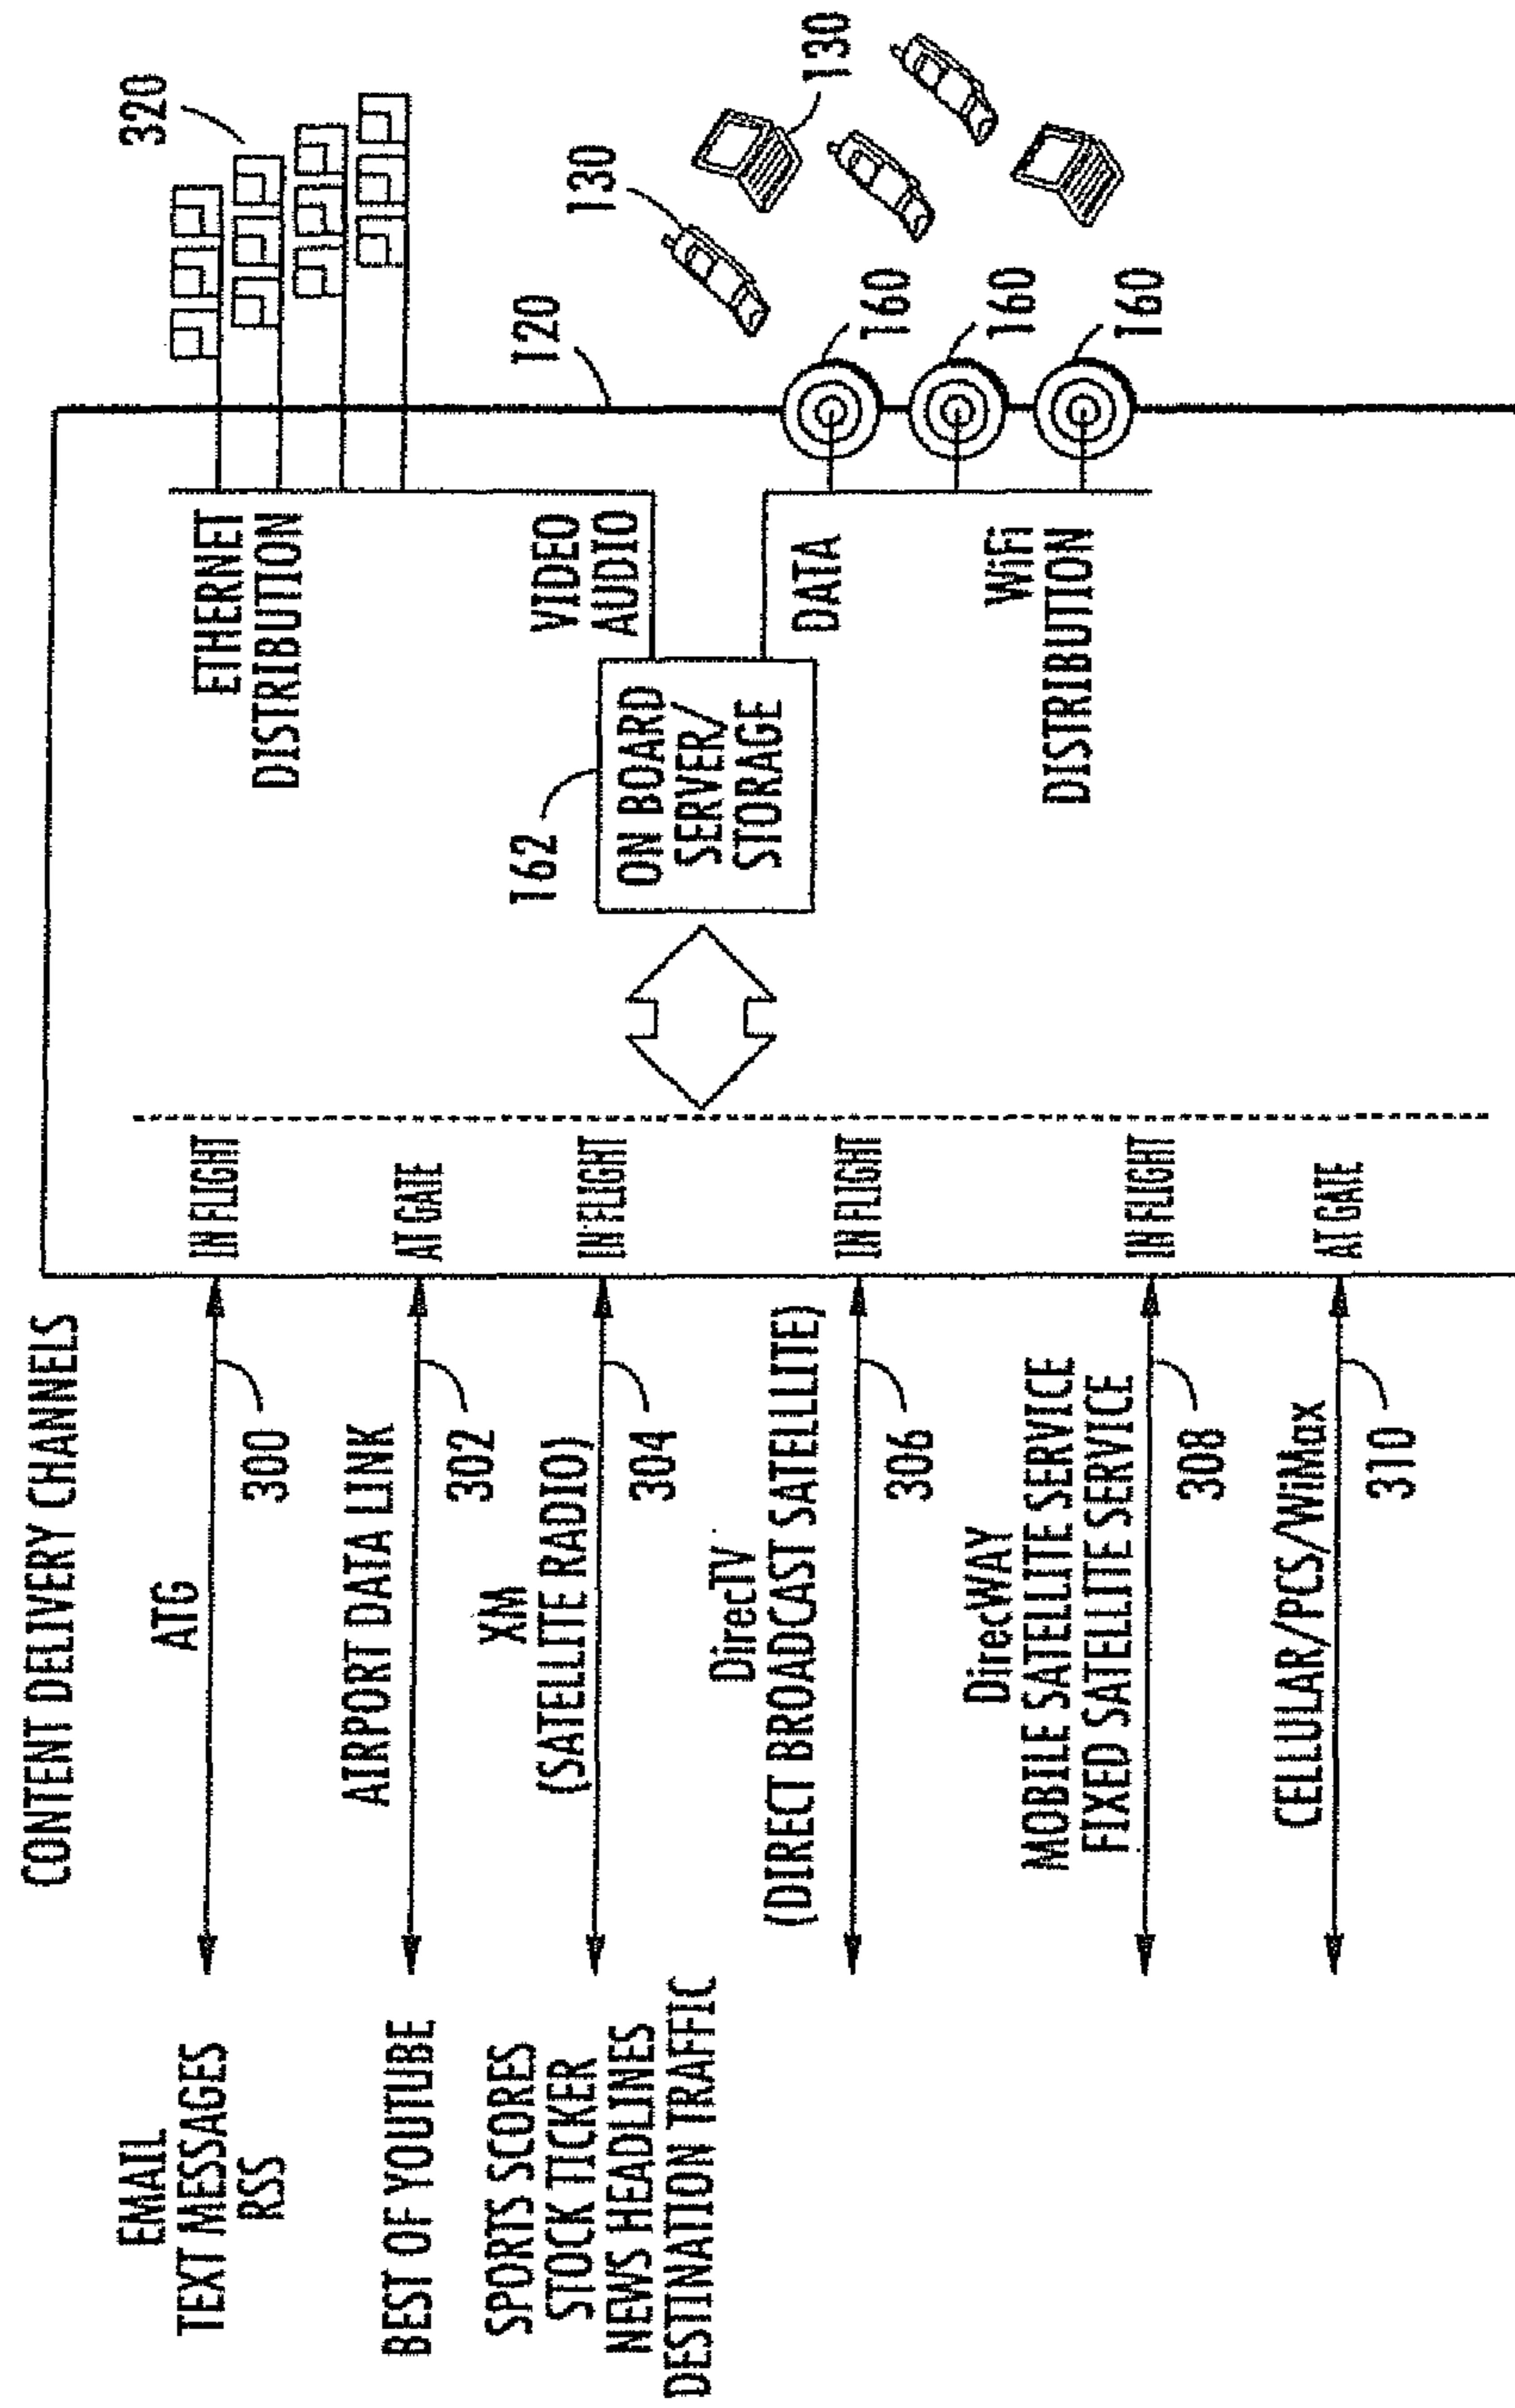 CONTENT DELIVERY CHANNELS
EMAIL
TEXT MESSAGES
RSS
ATG
300
IN FLIGHT
BEST OF YOUTUBE
AIRPORT DATA LINK
302
AT GATE
SPORTS SCORES
STOCK TICKER
NEWS HEADLINES
DESTINATION TRAFFIC
XM
(SATELLITE RADIO)
304
IN FLIGHT
DirecTV
(DIRECT BROADCAST SATELLITE)
306
IN FLIGHT
DirecWAY
MOBILE SATELLITE SERVICE
FIXED SATELLITE SERVICE
308
IN FLIGHT
CELLULAR/PCS/WiMax
310
AT GATE
162
ON BOARD
SERVER/
STORAGE
ETHERNET
DISTRIBUTION
VIDEO
AUDIO
DATA
WiFi
DISTRIBUTION
320
120
130
130
160
160
160